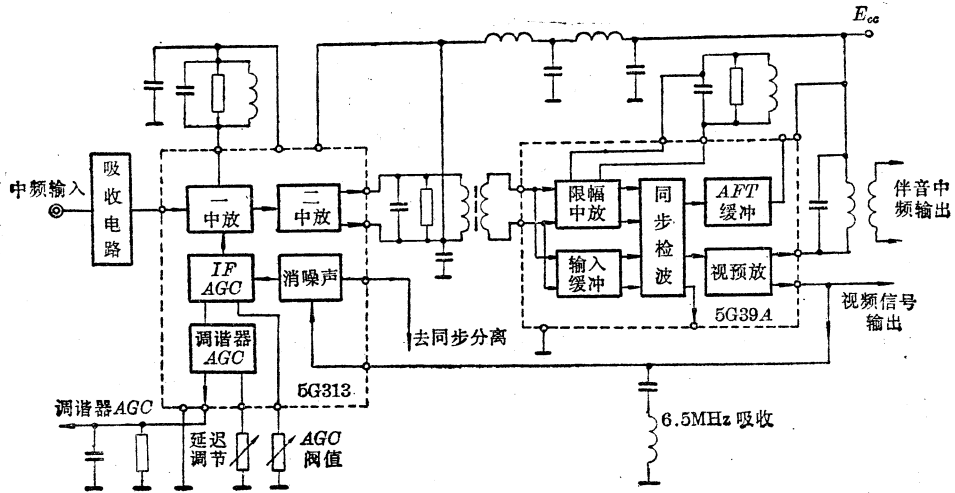 E_cc
中频输入
吸收电路
一中放
二中放
IF
AGC
消噪声
调谐器
AGC
5G313
去同步分离
调谐器AGC
延迟
调节
AGC
阀值
限幅
中放
输入
缓冲
同步检波
AFT
缓冲
视预放
5G39A
伴音中
频输出
视频信号
输出
6.5MHz 吸收